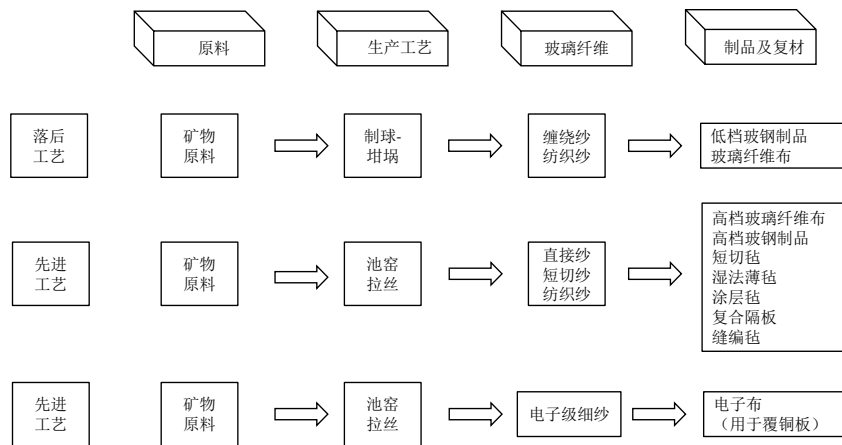 原料
生产工艺
玻璃纤维
制品及复材
落后
工艺
矿物
原料
制球-
坩埚
缠绕纱
纺织纱
低档玻钢制品
玻璃纤维布
先进
工艺
矿物
原料
池窑
拉丝
直接纱
短切纱
纺织纱
高档玻璃纤维布
高档玻钢制品
短切毡
湿法薄毡
涂层毡
复合隔板
缝编毡
先进
工艺
矿物
原料
池窑
拉丝
电子级细纱
电子布
（用于覆铜板）